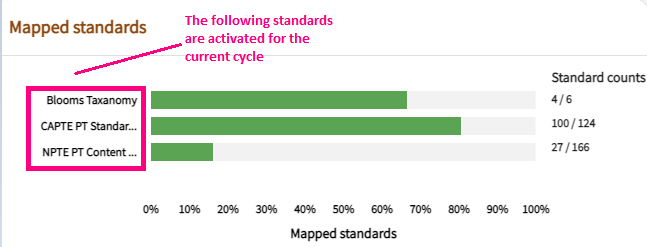 Mapped standards
The following standards
are activated for the
current cycle
Standard counts
Blooms Taxanomy
4 / 6
CAPTE PT Standar...
100 / 124
NPTE PT Content ...
27 / 166
0% 10% 20% 30% 40% 50% 60% 70% 80% 90% 100%
Mapped standards